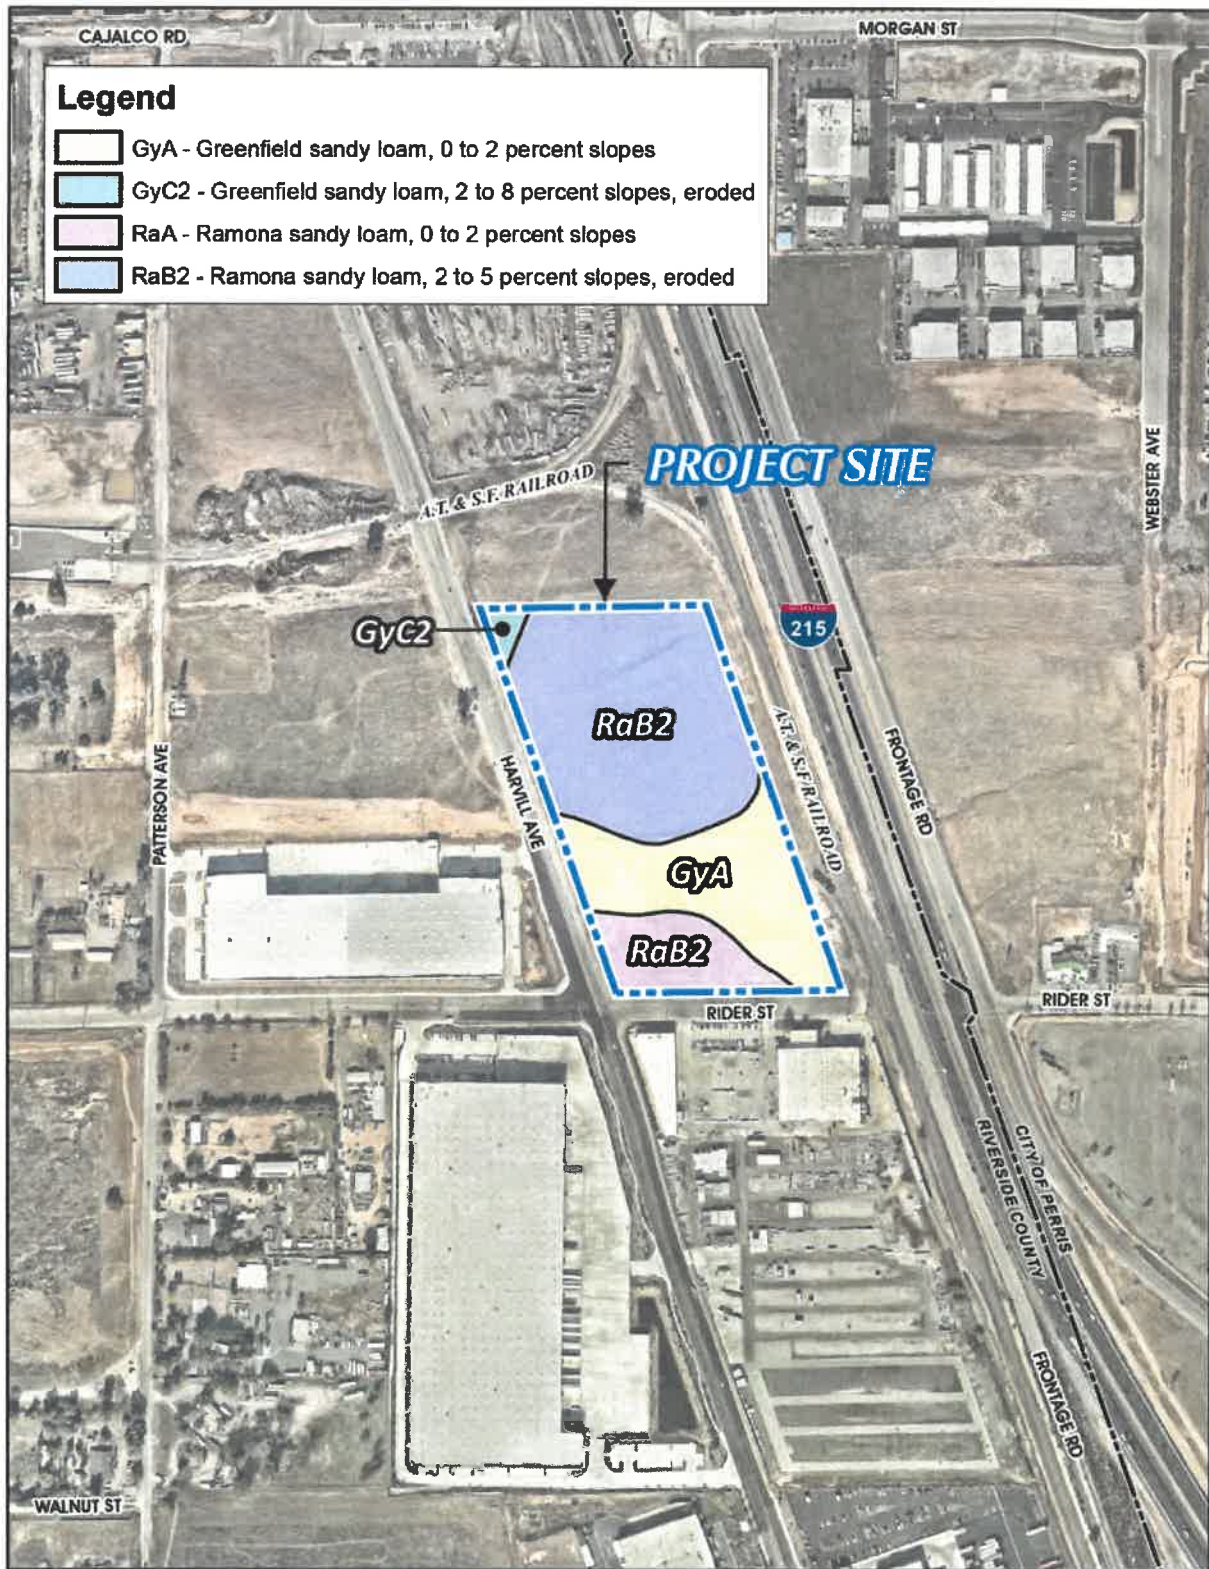 CAJALCO RD
MORGAN ST
Legend
GyA - Greenfield sandy loam, 0 to 2 percent slopes
GyC2 - Greenfield sandy loam, 2 to 8 percent slopes, eroded
RaA - Ramona sandy loam, 0 to 2 percent slopes
RaB2 - Ramona sandy loam, 2 to 5 percent slopes, eroded
PROJECT SITE
A.T. & S.F. RAILROAD
WEBSTER AVE
GyC2
215
RaB2
PATTERSON AVE
HARVILL AVE
A.T. & S.F. RAILROAD
FRONTAGE RD
GyA
RaB2
RIDER ST
RIDER ST
CITY OF PERRIS
RIVERSIDE COUNTY
FRONTAGE RD
WALNUT ST